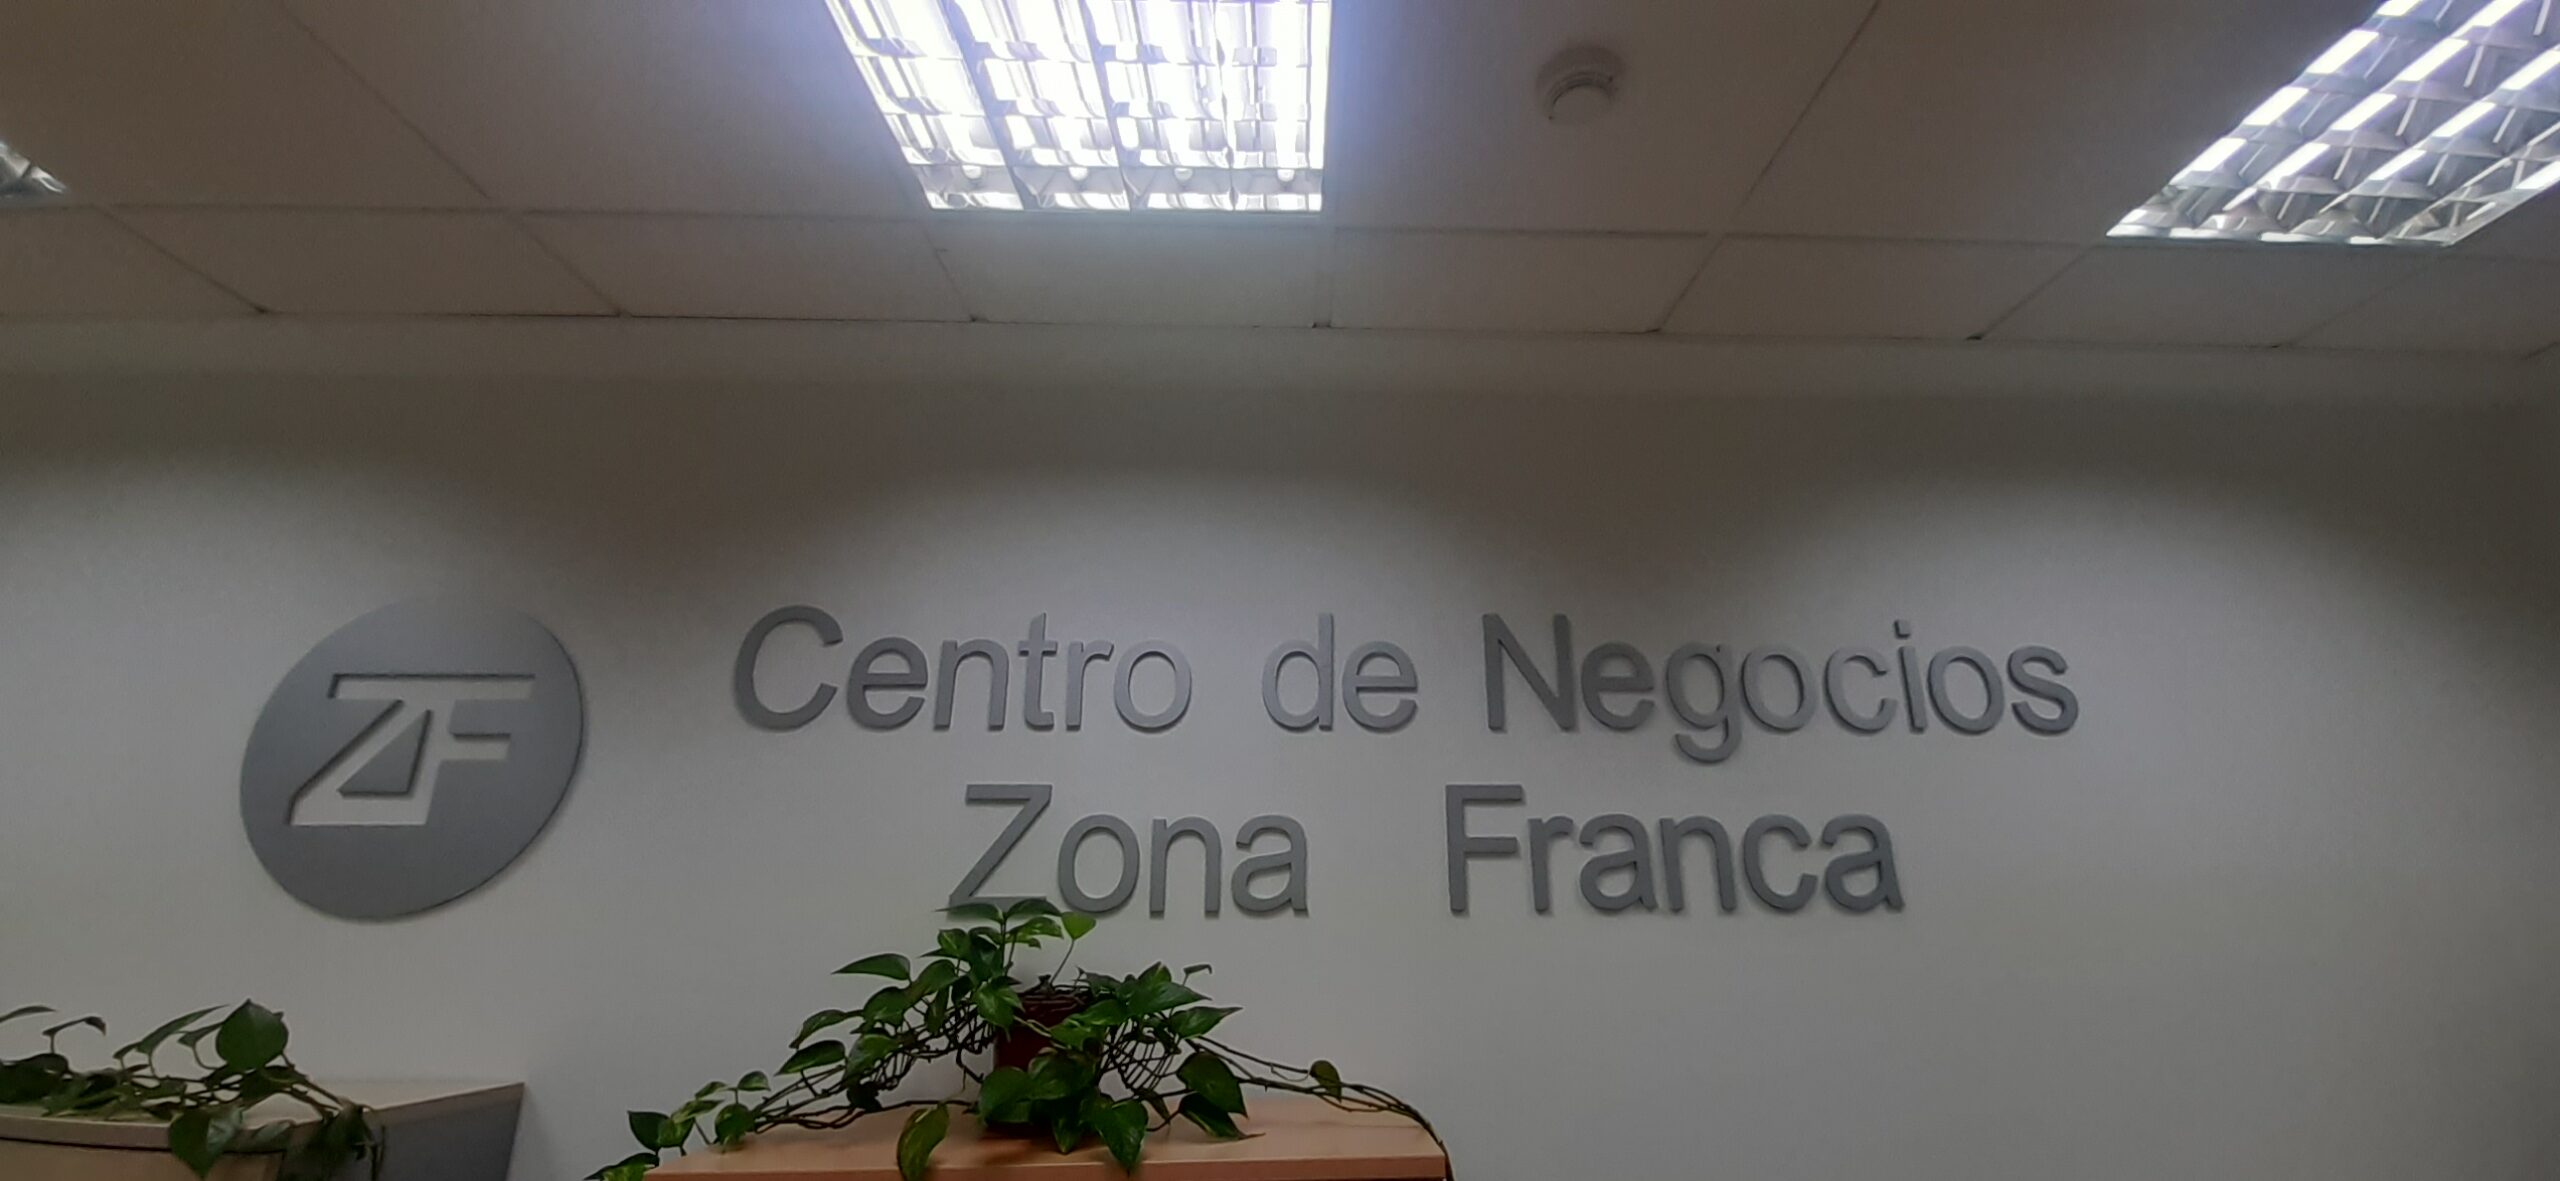 ZF
Centro de Negocios
Zona Franca